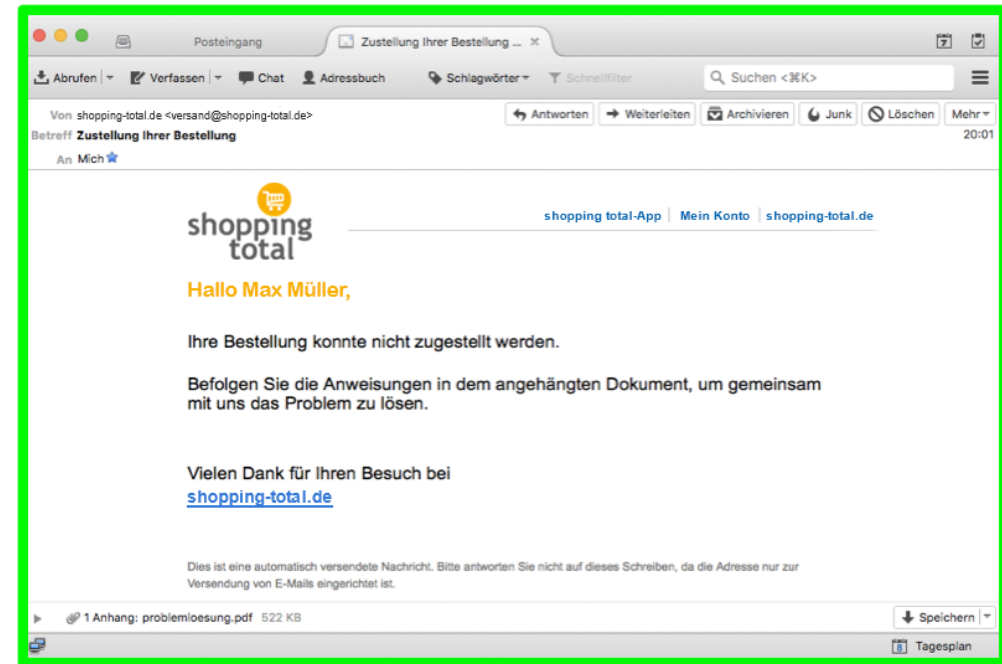 Posteingang
Zustellung Ihrer Bestellung ... ×
7
Abrufen Verfassen Chat Adressbuch Schlagwörter Schnellfilter Suchen <⌘K>
Von shopping-total.de <versand@shopping-total.de> Antworten Weiterleiten Archivieren Junk Löschen Mehr
Betreff Zustellung Ihrer Bestellung 20:01
An Mich
shopping total
shopping total-App Mein Konto shopping-total.de
Hallo Max Müller,
Ihre Bestellung konnte nicht zugestellt werden.
Befolgen Sie die Anweisungen in dem angehängten Dokument, um gemeinsam
mit uns das Problem zu lösen.
Vielen Dank für Ihren Besuch bei
shopping-total.de
Dies ist eine automatisch versendete Nachricht. Bitte antworten Sie nicht auf dieses Schreiben, da die Adresse nur zur
Versendung von E-Mails eingerichtet ist.
1 Anhang: problemloesung.pdf 522 KB Speichern
8 Tagesplan